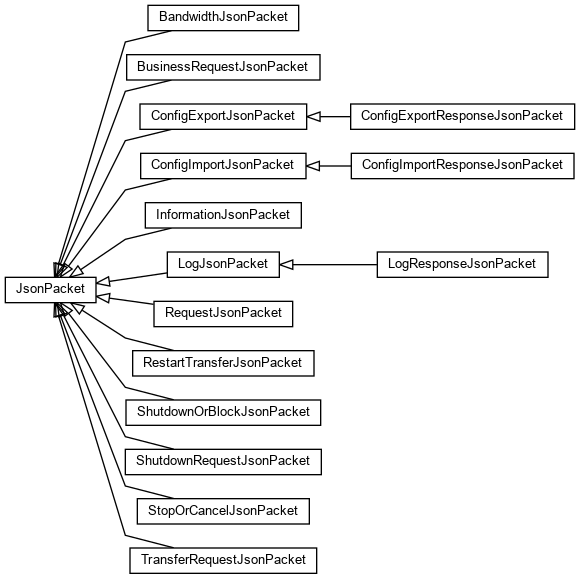 BandwidthJsonPacket
BusinessRequestJsonPacket
ConfigExportJsonPacket
ConfigExportResponseJsonPacket
ConfigImportJsonPacket
ConfigImportResponseJsonPacket
InformationJsonPacket
LogJsonPacket
LogResponseJsonPacket
JsonPacket
RequestJsonPacket
RestartTransferJsonPacket
ShutdownOrBlockJsonPacket
ShutdownRequestJsonPacket
StopOrCancelJsonPacket
TransferRequestJsonPacket